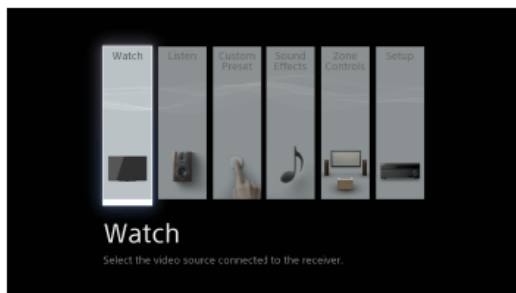 Watch
Listen
Custom
Preset
Sound
Effects
Zone
Controls
Setup
Watch
Select the video source connected to the receiver.